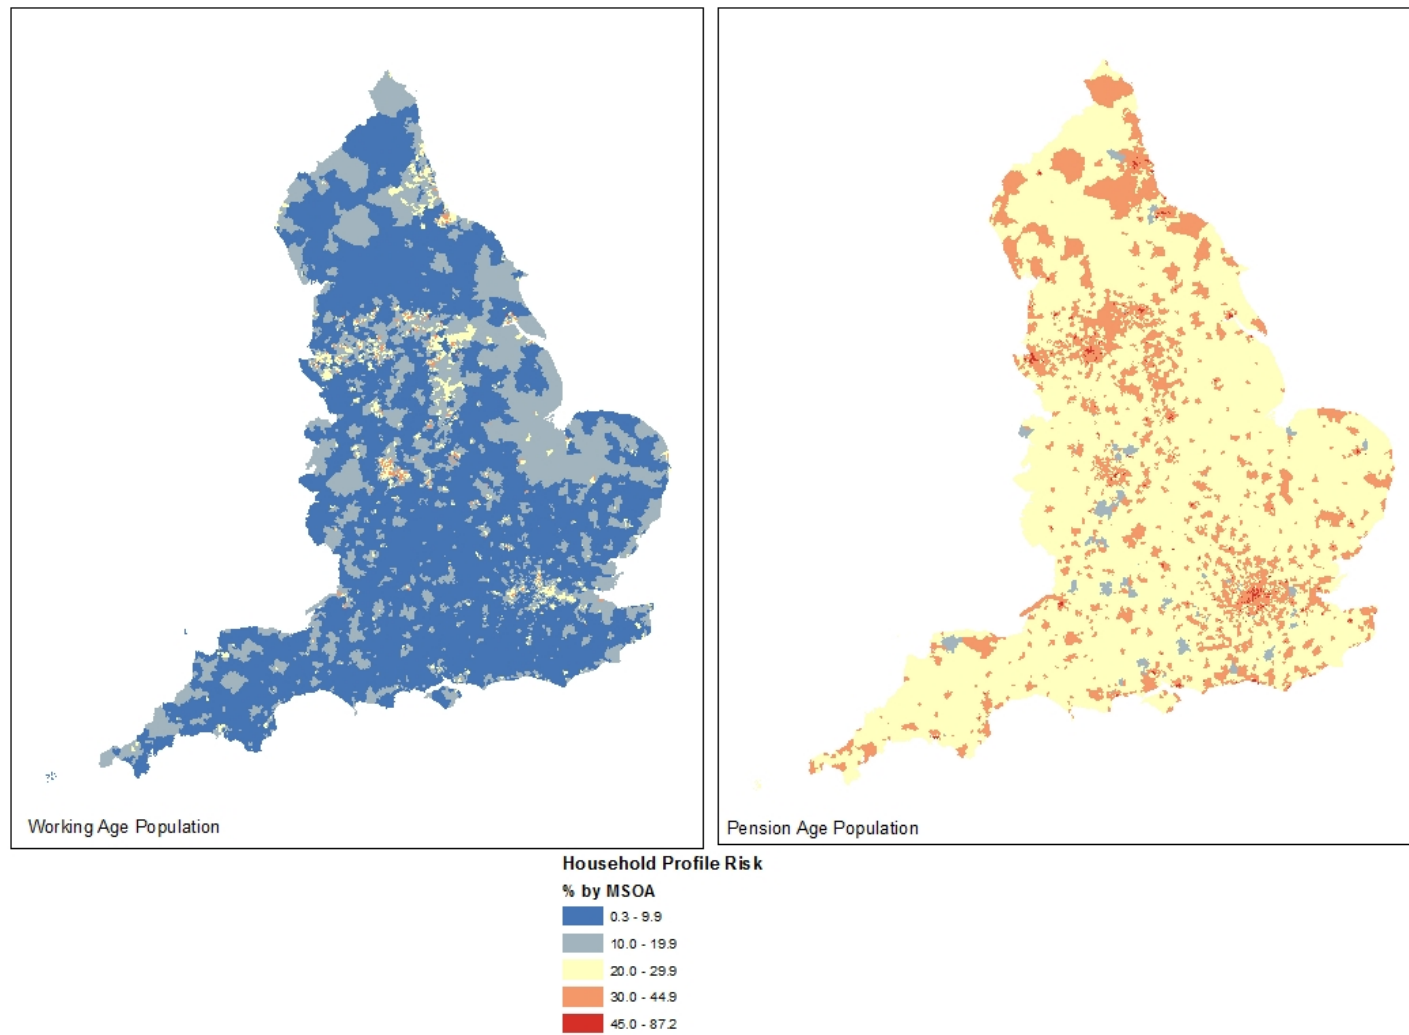 Working Age Population
Pension Age Population
Household Profile Risk
% by MSOA
0.3 - 9.9
10.0 - 19.9
20.0 - 29.9
30.0 - 44.9
45.0 - 87.2